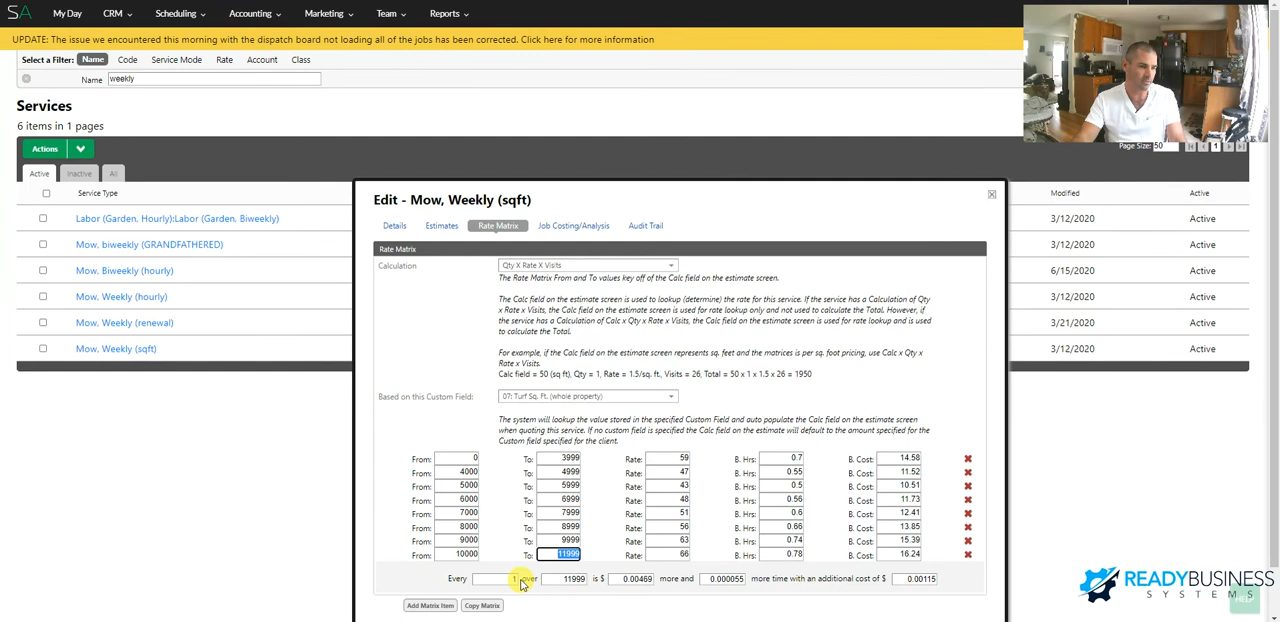 SA My Day CRM Scheduling Accounting Marketing Team Reports
UPDATE: The issue we encountered this morning with the dispatch board not loading all of the jobs has been corrected. Click here for more information
Select a Filter: Name Code Service Mode Rate Account Class
Name weekly
Services
6 items in 1 pages
Actions
Page Size: 50 1
Active Inactive All
Service Type Modified Active
Labor (Garden, Hourly):Labor (Garden, Biweekly) 3/12/2020 Active
Mow, biweekly (GRANDFATHERED) 3/12/2020 Active
Mow, Biweekly (hourly) 6/15/2020 Active
Mow, Weekly (hourly) 3/12/2020 Active
Mow, Weekly (renewal) 3/21/2020 Active
Mow, Weekly (sqft) 3/12/2020 Active
Edit - Mow, Weekly (sqft)
Details Estimates Rate Matrix Job Costing/Analysis Audit Trail
Rate Matrix
Calculation Qty X Rate X Visits
The Rate Matrix From and To values key off of the Calc field on the estimate screen.
The Calc field on the estimate screen is used to lookup (determine) the rate for this service. If the service has a Calculation of Qty
x Rate x Visits, the Calc field on the estimate screen is used for rate lookup only and not used to calculate the Total. However, if
the service has a Calculation of Calc x Qty x Rate x Visits, the Calc field on the estimate screen is used for rate lookup and is used
to calculate the Total.
For example, if the Calc field on the estimate screen represents sq. feet and the matrices is per sq. foot pricing, use Calc x Qty x
Rate x Visits.
Calc field = 50 (sq ft), Qty = 1, Rate = 1.5/sq. ft., Visits = 26, Total = 50 x 1 x 1.5 x 26 = 1950
Based on this Custom Field: 07: Turf Sq. Ft. (whole property)
The system will lookup the value stored in the specified Custom Field and auto populate the Calc field on the estimate screen
when quoting this service. If no custom field is specified the Calc field on the estimate will default to the amount specified for the
Custom field specified for the client.
From: 0 To: 3999 Rate: 59 B. Hrs: 0.7 B. Cost: 14.58
From: 4000 To: 4999 Rate: 47 B. Hrs: 0.55 B. Cost: 11.52
From: 5000 To: 5999 Rate: 43 B. Hrs: 0.5 B. Cost: 10.51
From: 6000 To: 6999 Rate: 48 B. Hrs: 0.56 B. Cost: 11.73
From: 7000 To: 7999 Rate: 51 B. Hrs: 0.6 B. Cost: 12.41
From: 8000 To: 8999 Rate: 56 B. Hrs: 0.66 B. Cost: 13.85
From: 9000 To: 9999 Rate: 63 B. Hrs: 0.74 B. Cost: 15.39
From: 10000 To: 11999 Rate: 66 B. Hrs: 0.78 B. Cost: 16.24
Every 1 over 11999 is $ 0.00469 more and 0.000055 more time with an additional cost of $ 0.00115
Add Matrix Item Copy Matrix
READYBUSINESS
SYSTEMS